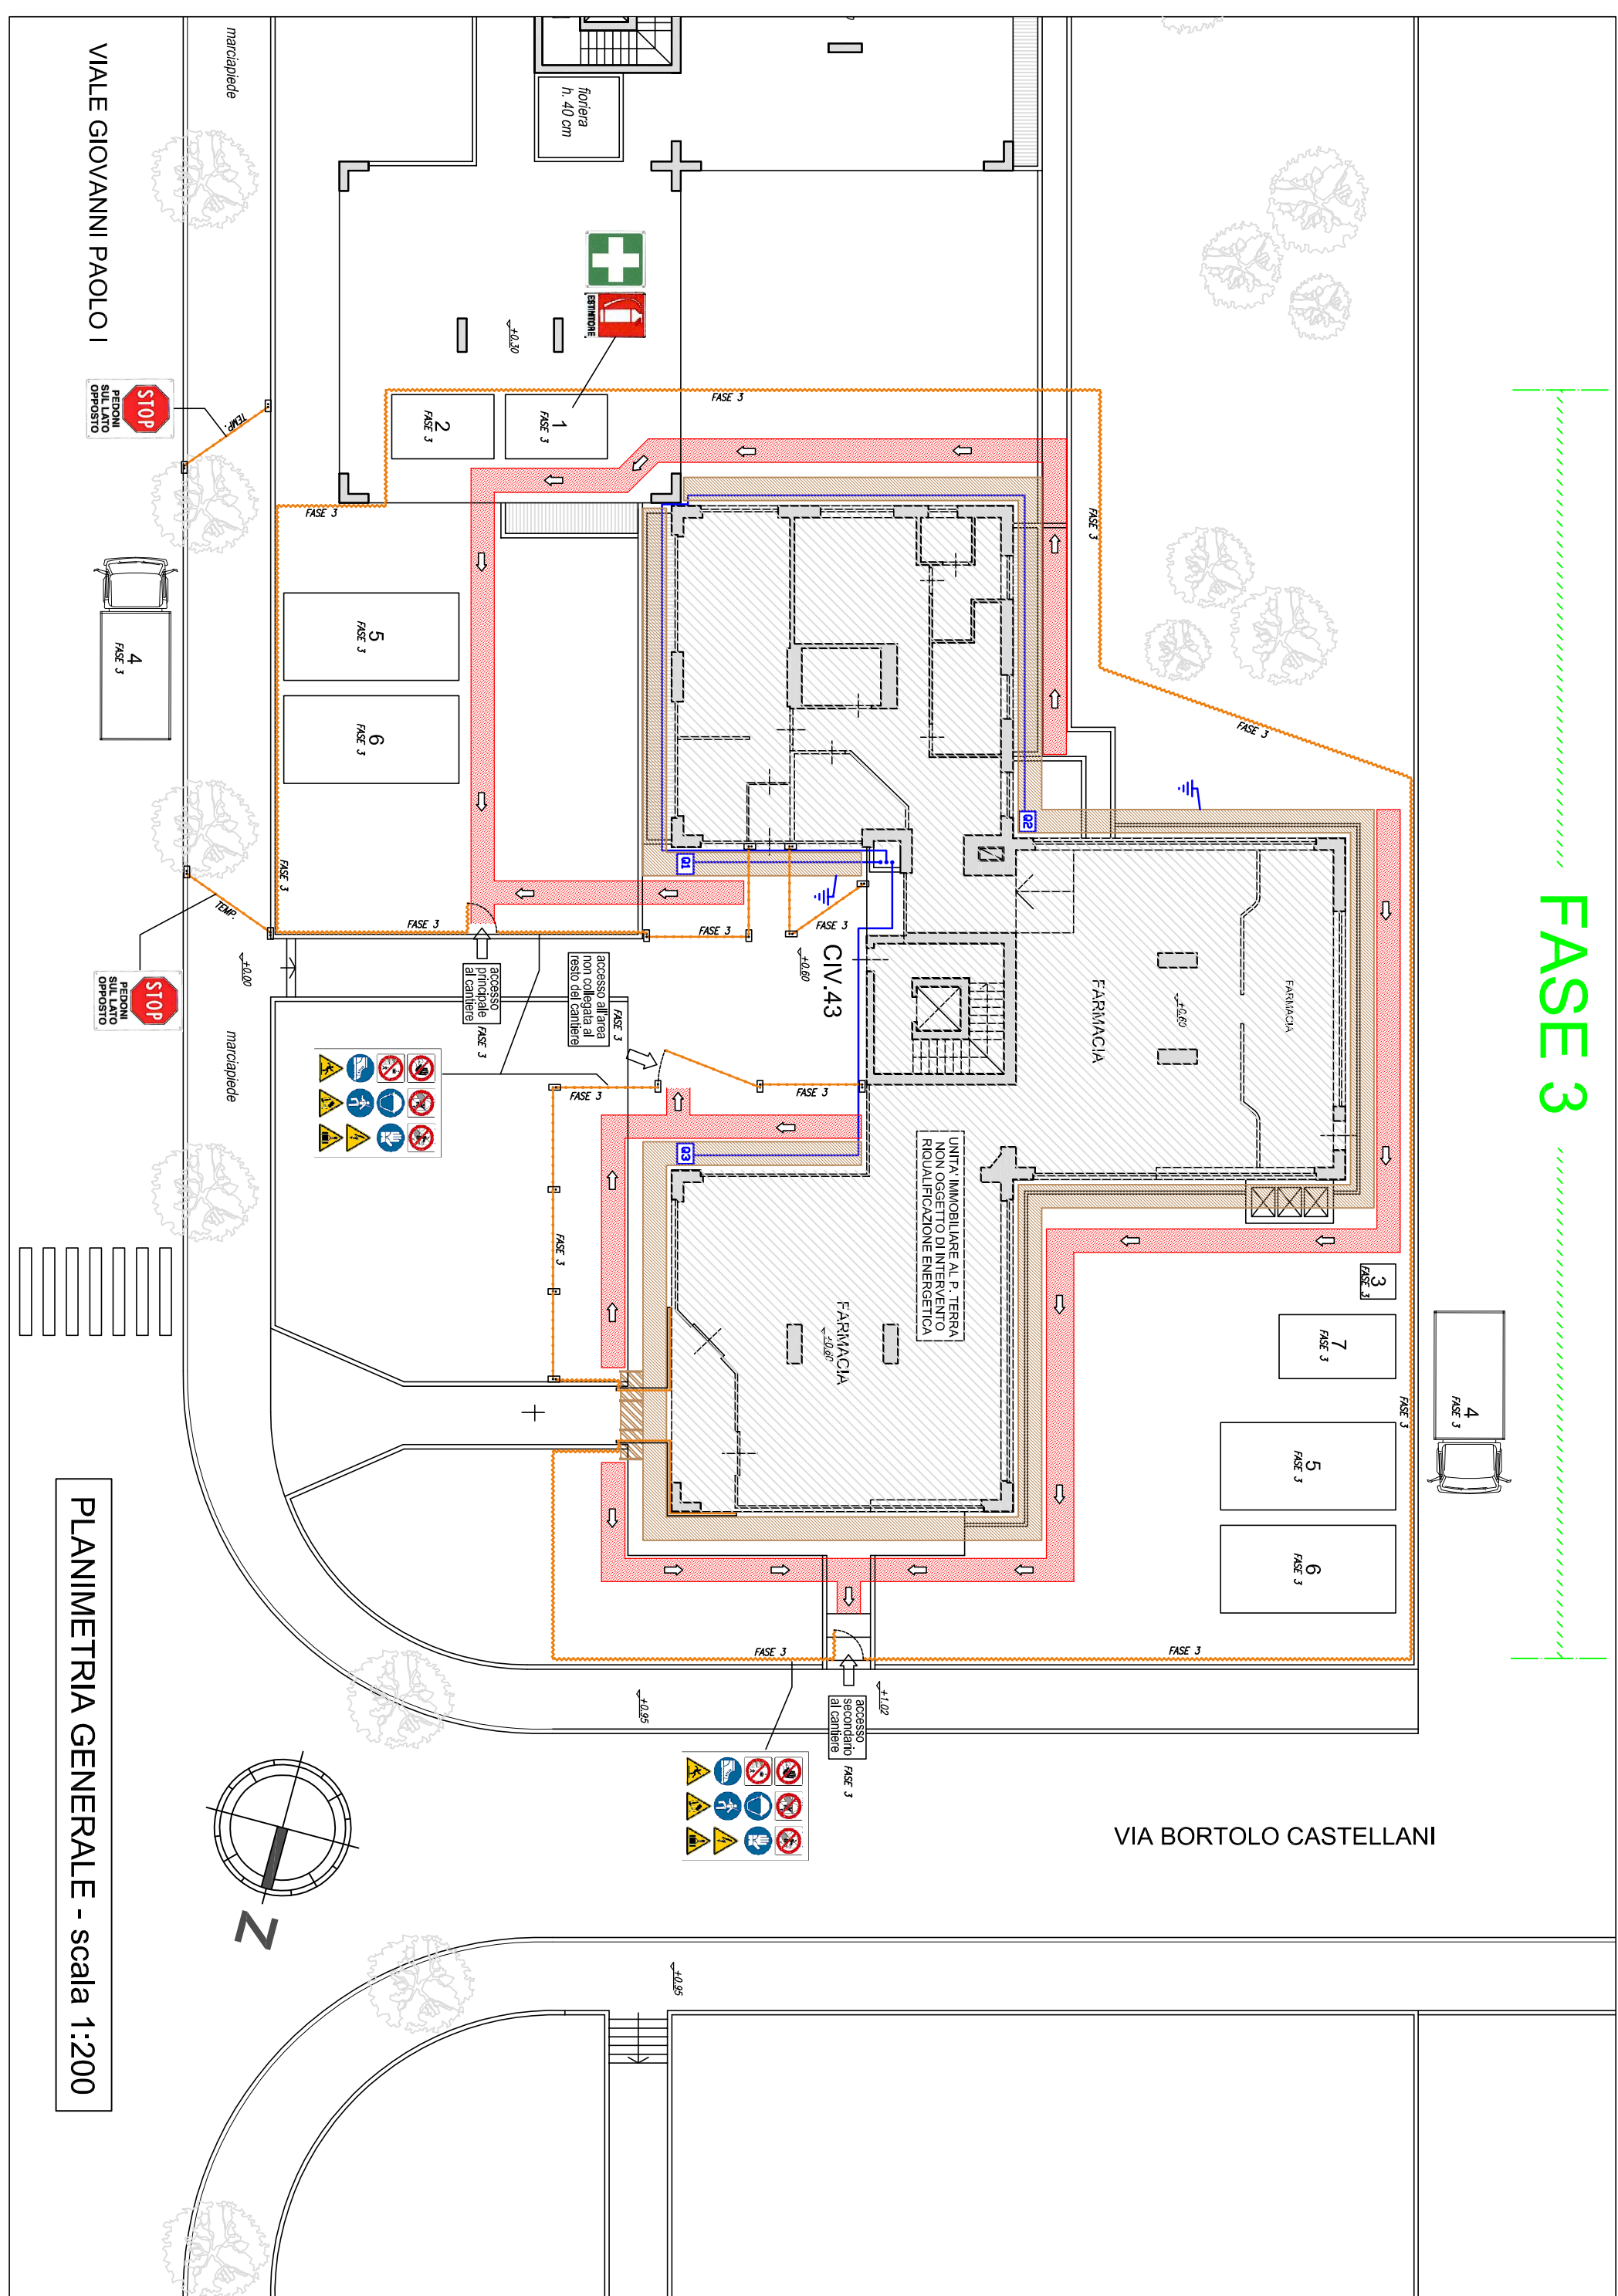 FASE 3
VIALE GIOVANNI PAOLO I
marciapiede
fioriera
h. 40 cm
ESTINTORE
+0.30
STOP
PEDONI
SUL LATO
OPPOSTO
TEMP.
1
FASE 3
2
FASE 3
FASE 3
FASE 3
FASE 3
FASE 3
4
FASE 3
5
FASE 3
6
FASE 3
FASE 3
FASE 3
TEMP.
STOP
PEDONI
SUL LATO
OPPOSTO
+0.00
marciapiede
Q1
Q2
Q3
FASE 3
FASE 3
CIV.43
+0.60
accesso
principale
al cantiere
FASE 3
accesso all'area
non collegata al
resto del cantiere
FASE 3
FASE 3
FASE 3
FASE 3
FARMACIA
+0.60
FARMACIA
UNITA' IMMOBILIARE AL P. TERRA
NON OGGETTO DI INTERVENTO
RIQUALIFICAZIONE ENERGETICA
FARMACIA
+0.60
3
FASE 3
7
FASE 3
4
FASE 3
5
FASE 3
6
FASE 3
FASE 3
FASE 3
FASE 3
accesso
secondario
al cantiere
FASE 3
+1.02
+0.95
VIA BORTOLO CASTELLANI
+0.95
N
PLANIMETRIA GENERALE - scala 1:200